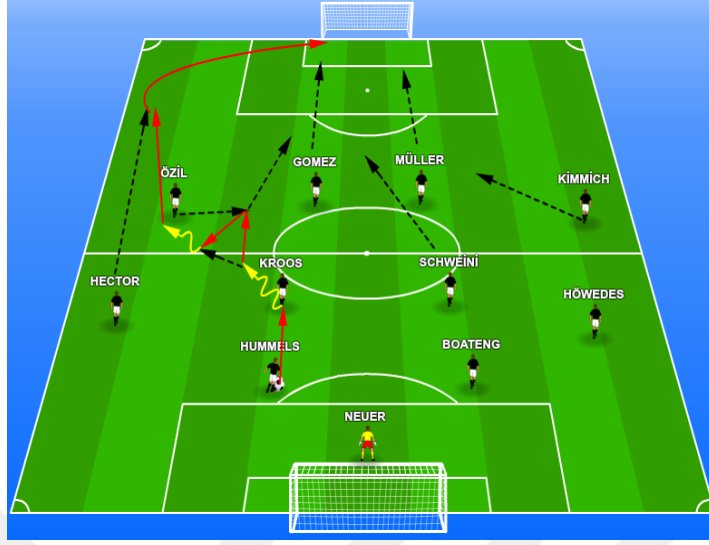 ÖZİL
GOMEZ
MÜLLER
KİMMİCH
HECTOR
KROOS
SCHWEİNİ
HÖWEDES
HUMMELS
BOATENG
NEUER